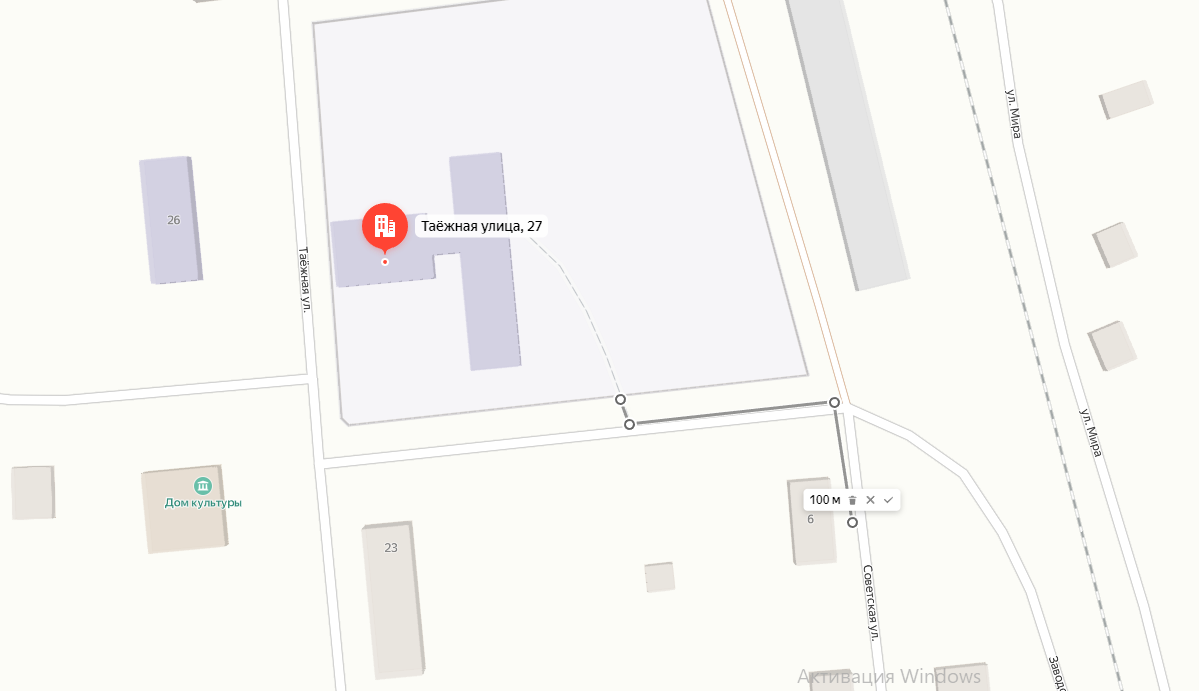 ул. Мира
26
Таёжная улица, 27
Таёжная ул.
ул. Мира
Дом культуры
100 м
6
23
Советская ул.
Заводс
Активация Windows